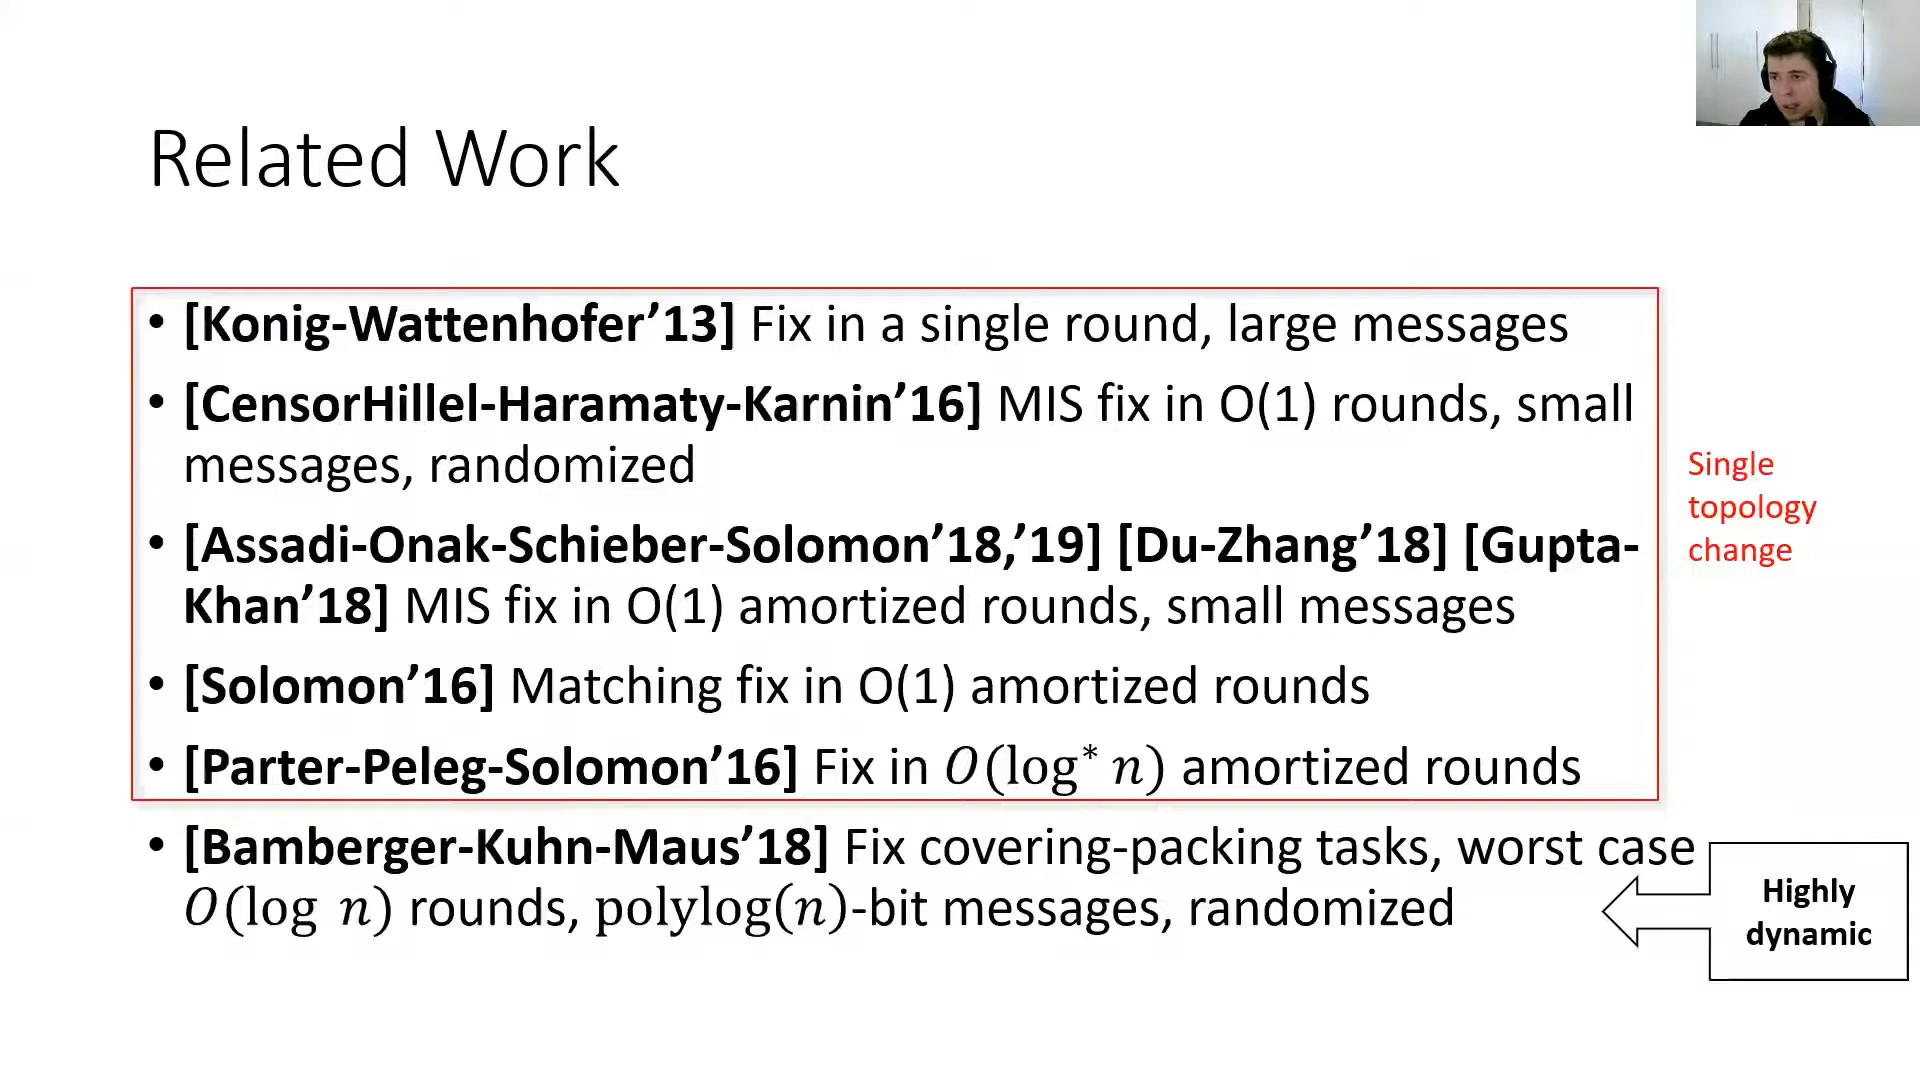 Related Work
• [Konig-Wattenhofer’13] Fix in a single round, large messages
• [CensorHillel-Haramaty-Karnin’16] MIS fix in O(1) rounds, small
messages, randomized
• [Assadi-Onak-Schieber-Solomon’18,’19] [Du-Zhang’18] [Gupta-
Khan’18] MIS fix in O(1) amortized rounds, small messages
• [Solomon’16] Matching fix in O(1) amortized rounds
• [Parter-Peleg-Solomon’16] Fix in O(log* n) amortized rounds
Single
topology
change
• [Bamberger-Kuhn-Maus’18] Fix covering-packing tasks, worst case
O(log n) rounds, polylog(n)-bit messages, randomized
Highly
dynamic